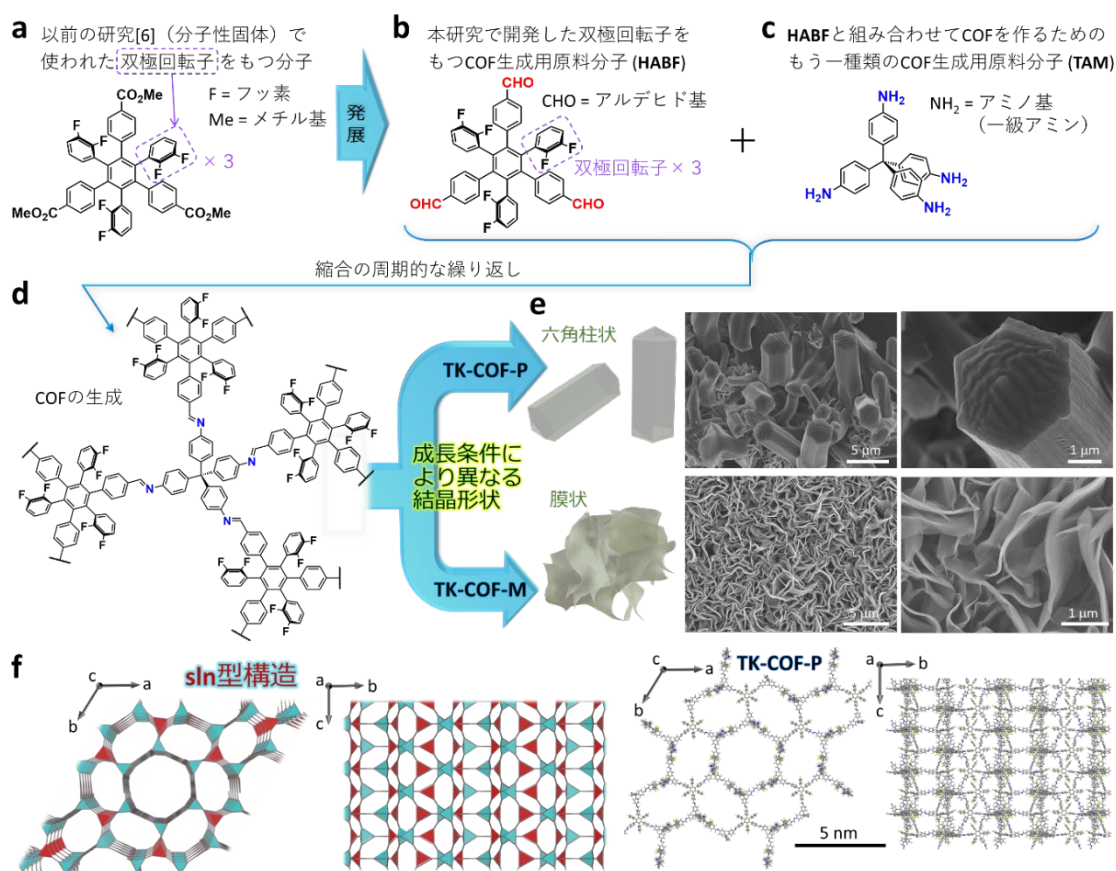 a
以前の研究[6]（分子性固体）で
使われた 双極回転子 をもつ分子
CO₂Me
F = フッ素
Me = メチル基
F
F
F
F
× 3
MeO₂C
CO₂Me
F
F
発展
b
本研究で開発した双極回転子を
もつCOF生成用原料分子 (HABF)
CHO
CHO = アルデヒド基
F
F
F
F
双極回転子 × 3
OHC
CHO
F
F
+
c
HABFと組み合わせてCOFを作るための
もう一種類のCOF生成用原料分子 (TAM)
NH₂
NH₂ = アミノ基
（一級アミン）
H₂N
NH₂
NH₂
縮合の周期的な繰り返し
d
COFの生成
F
F
F
F
F
F
N
F
F
F
F
F
F
N
N
F
F
F
F
F
F
N
F
F
F
F
F
F
TK-COF-P
成長条件に
より異なる
結晶形状
TK-COF-M
e
六角柱状
5 μm
1 μm
膜状
5 μm
1 μm
f
sln型構造
c
a
b
a
b
c
TK-COF-P
c
a
b
a
b
c
5 nm